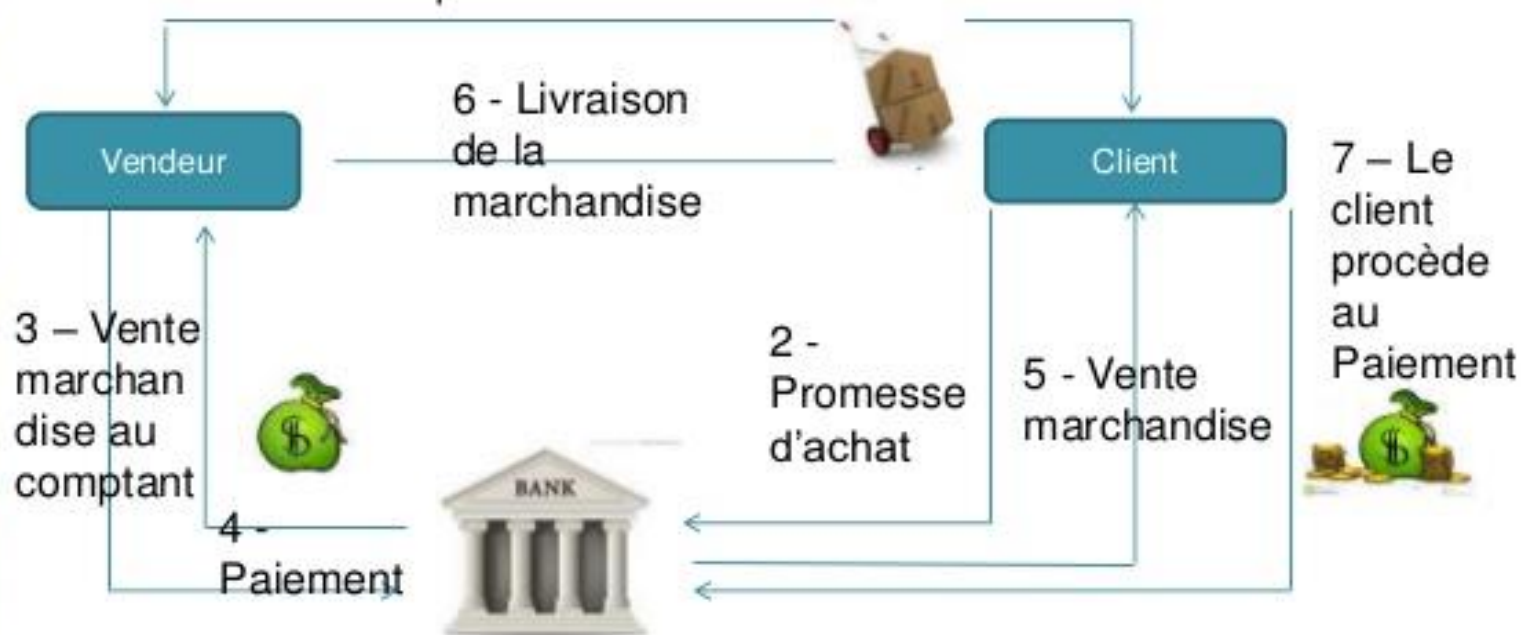 6 - Livraison
de la
marchandise
Vendeur
Client
7 – Le
client
procède
au
Paiement
3 – Vente
marchan
dise au
comptant
2 -
Promesse
d'achat
5 - Vente
marchandise
BANK
4 -
Paiement